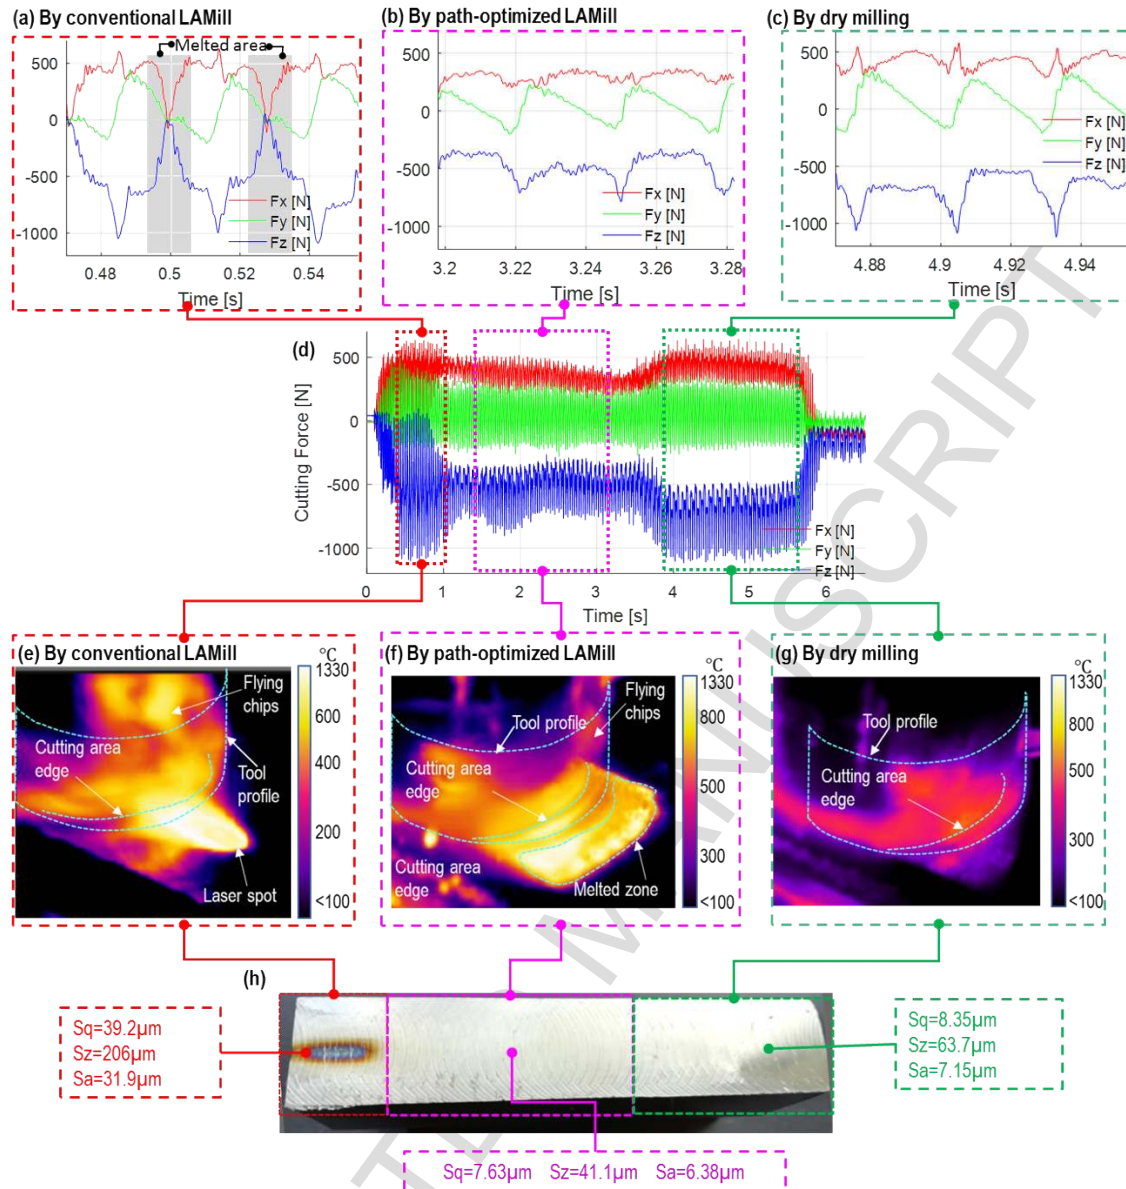 (a) By conventional LAMill
Melted area
500
0
-500
-1000
Fx [N]
Fy [N]
Fz [N]
0.48
0.5
0.52
0.54
Time [s]
(b) By path-optimized LAMill
500
0
-500
-1000
Fx [N]
Fy [N]
Fz [N]
3.2
3.22
3.24
3.26
3.28
Time [s]
(c) By dry milling
500
0
-500
-1000
Fx [N]
Fy [N]
Fz [N]
4.88
4.9
4.92
4.94
Time [s]
(d)
Cutting Force [N]
500
0
-500
-1000
Fx [N]
Fy [N]
Fz [N]
0
1
2
3
4
5
6
Time [s]
(e) By conventional LAMill
°C
1330
600
400
200
<100
Flying
chips
Cutting area
edge
Tool
profile
Laser spot
(f) By path-optimized LAMill
°C
1330
800
500
300
<100
Flying
chips
Tool profile
Cutting area
edge
Cutting area
edge
Melted zone
(g) By dry milling
°C
1330
800
500
300
<100
Tool profile
Cutting area
edge
(h)
Sq=39.2µm
Sz=206µm
Sa=31.9µm
Sq=8.35µm
Sz=63.7µm
Sa=7.15µm
Sq=7.63µm Sz=41.1µm Sa=6.38µm
MANUSCRIPT